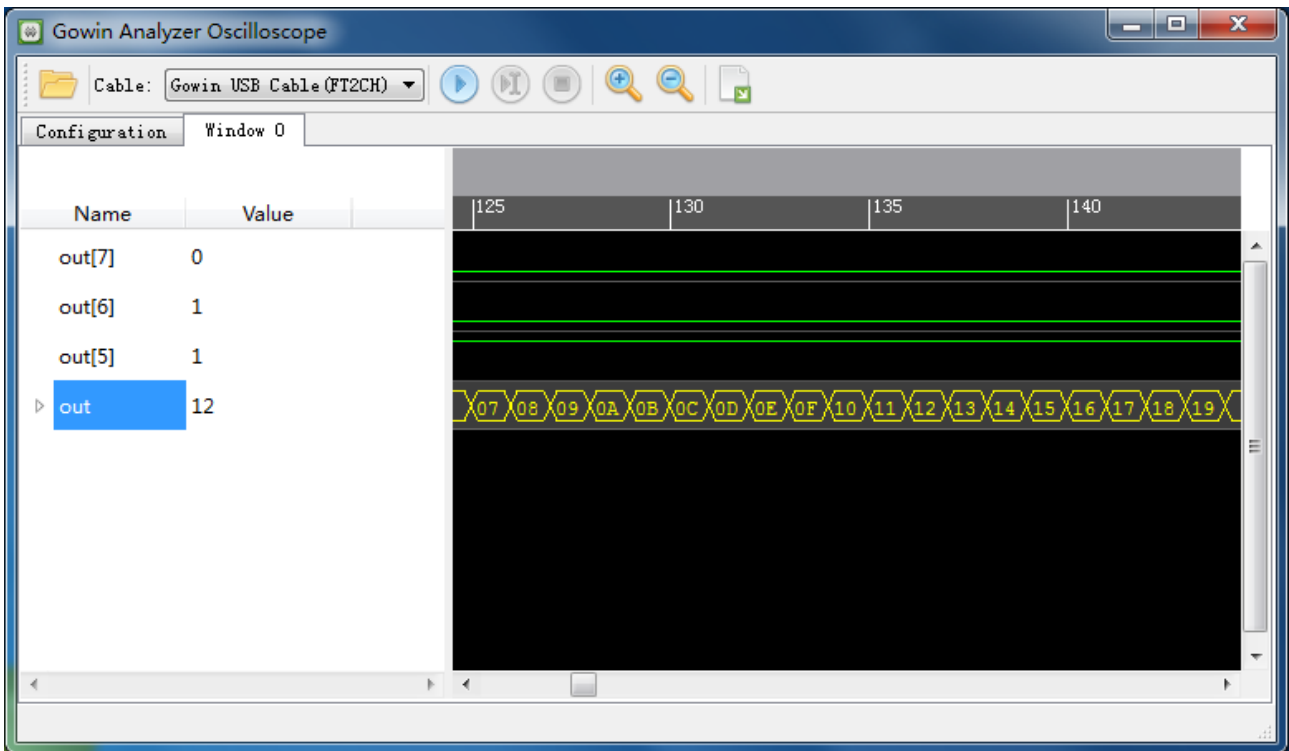 Gowin Analyzer Oscilloscope
Cable: Gowin USB Cable(FT2CH)
Configuration Window 0
Name Value |125 |130 |135 |140
out[7] 0
out[6] 1
out[5] 1
out 12 07 08 09 0A 0B 0C 0D 0E 0F 10 11 12 13 14 15 16 17 18 19